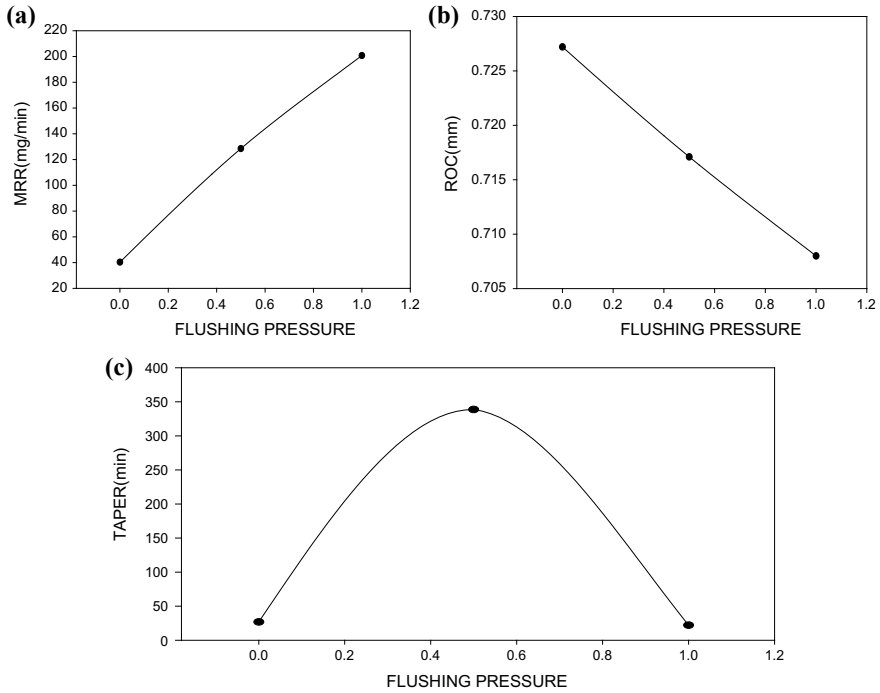 (a)
220
200
180
160
140
120
100
80
60
40
20
MRR(mg/min)
0.0 0.2 0.4 0.6 0.8 1.0 1.2
FLUSHING PRESSURE
(b)
0.730
0.725
0.720
0.715
0.710
0.705
ROC(mm)
0.0 0.2 0.4 0.6 0.8 1.0 1.2
FLUSHING PRESSURE
(c)
400
350
300
250
200
150
100
50
0
TAPER(min)
0.0 0.2 0.4 0.6 0.8 1.0 1.2
FLUSHING PRESSURE